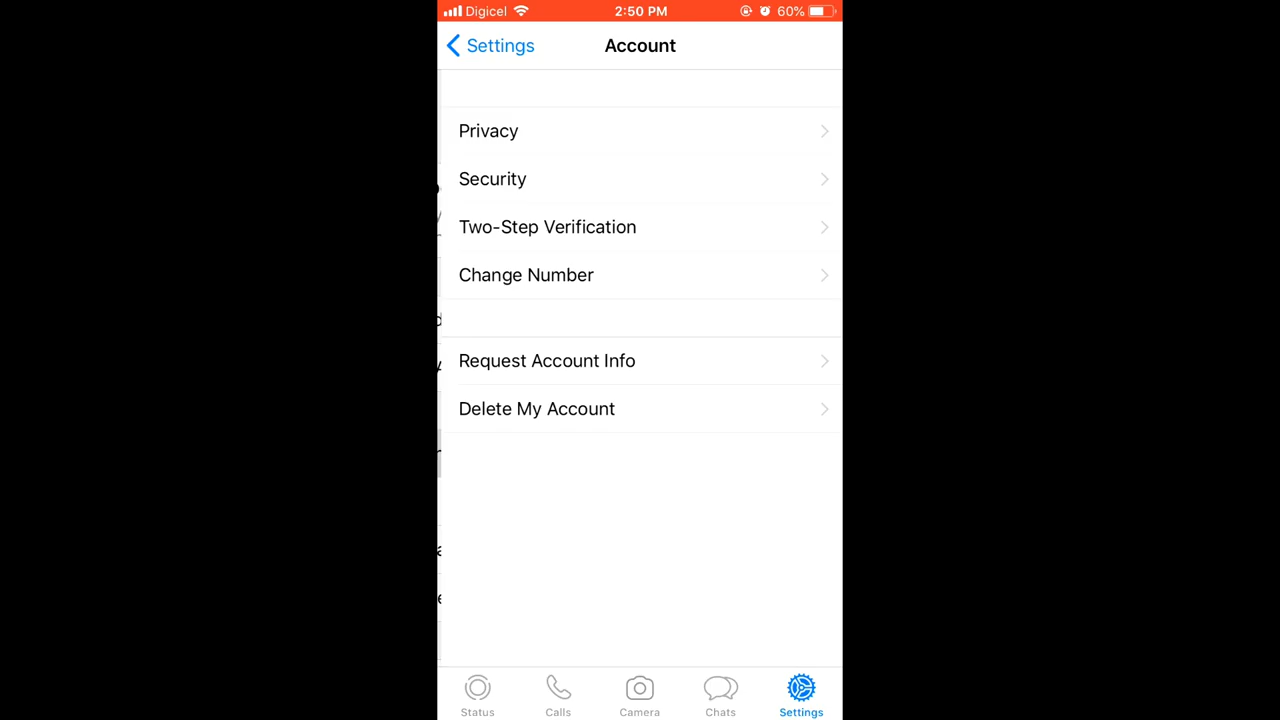 Digicel 2:50 PM 60%
Settings Account
Privacy
Security
Two-Step Verification
Change Number
Request Account Info
Delete My Account
Status Calls Camera Chats Settings